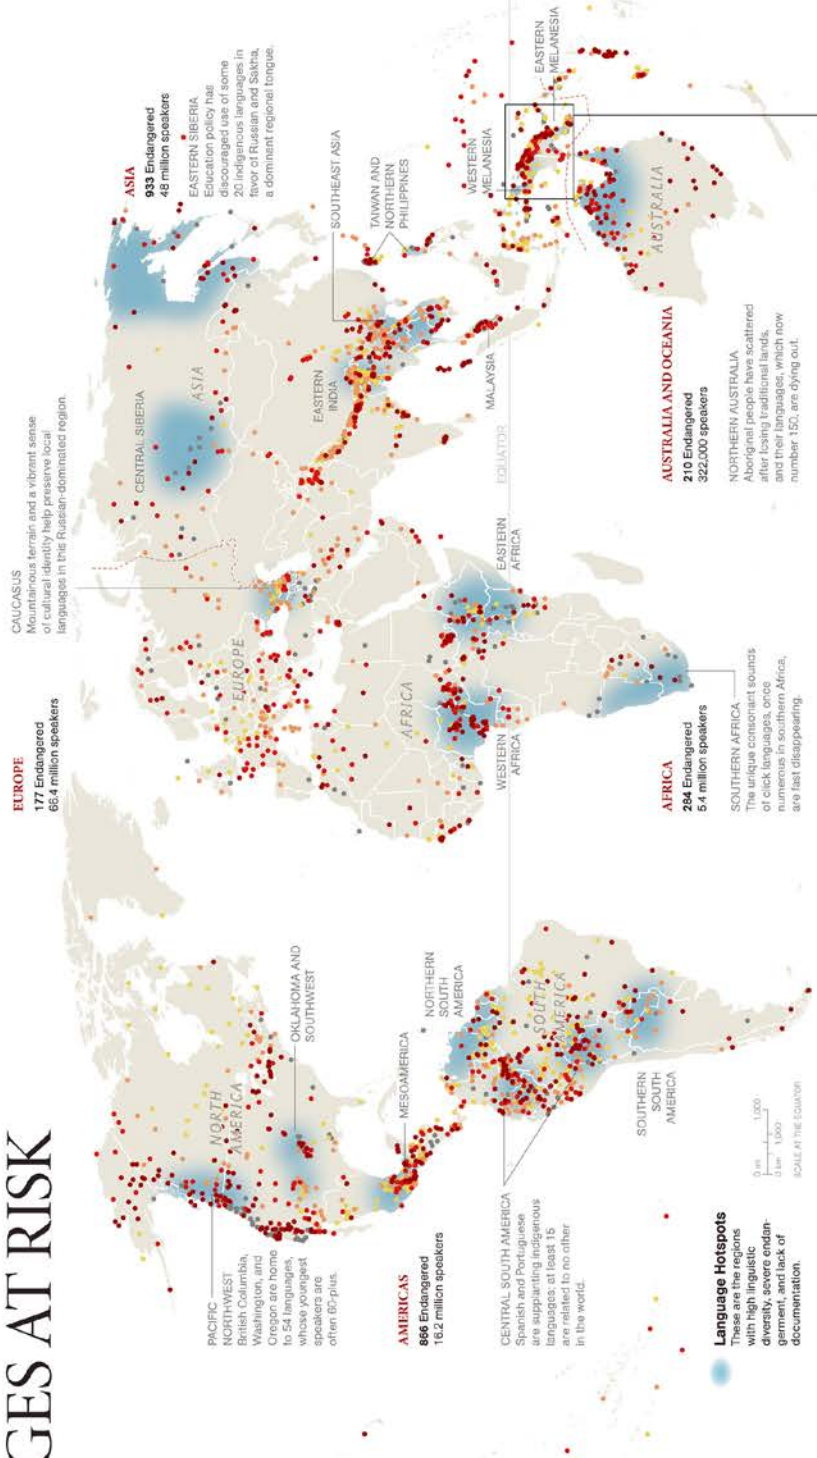 GES AT RISK
EUROPE
177 Endangered
66.4 million speakers
CAUCASUS
Mountainous terrain and a vibrant sense
of cultural identity help preserve local
languages in this Russian-dominated region.
ASIA
933 Endangered
48 million speakers
EASTERN SIBERIA
Education policy has
discouraged use of some
20 indigenous languages in
favor of Russian and Sakha,
a dominant regional tongue.
CENTRAL SIBERIA
ASIA
EUROPE
NORTH
AMERICA
PACIFIC
NORTHWEST
British Columbia,
Washington, and
Oregon are home
to 54 languages,
whose youngest
speakers are
often 60-plus.
OKLAHOMA AND
SOUTHWEST
EASTERN
INDIA
SOUTHEAST ASIA
TAIWAN AND
NORTHERN
PHILIPPINES
AFRICA
MESOAMERICA
AMERICAS
866 Endangered
16.2 million speakers
NORTHERN
SOUTH
AMERICA
WESTERN
AFRICA
EASTERN
AFRICA
EQUATOR
MALAYSIA
WESTERN
MELANESIA
EASTERN
MELANESIA
CENTRAL SOUTH AMERICA
Spanish and Portuguese
are supplanting indigenous
languages; at least 15
are related to no other
in the world.
SOUTH
AMERICA
SOUTHERN
SOUTH
AMERICA
AFRICA
284 Endangered
5.4 million speakers
SOUTHERN AFRICA
The unique consonant sounds
of click languages, once
numerous in southern Africa,
are fast disappearing.
AUSTRALIA AND OCEANIA
210 Endangered
322,000 speakers
NORTHERN AUSTRALIA
Aboriginal people have scattered
after losing traditional lands,
and their languages, which now
number 150, are dying out.
AUSTRALIA
Language Hotspots
These are the regions
with high linguistic
diversity, severe endan-
germent, and lack of
documentation.
0 mi 1,000
0 km 1,000
SCALE AT THE EQUATOR